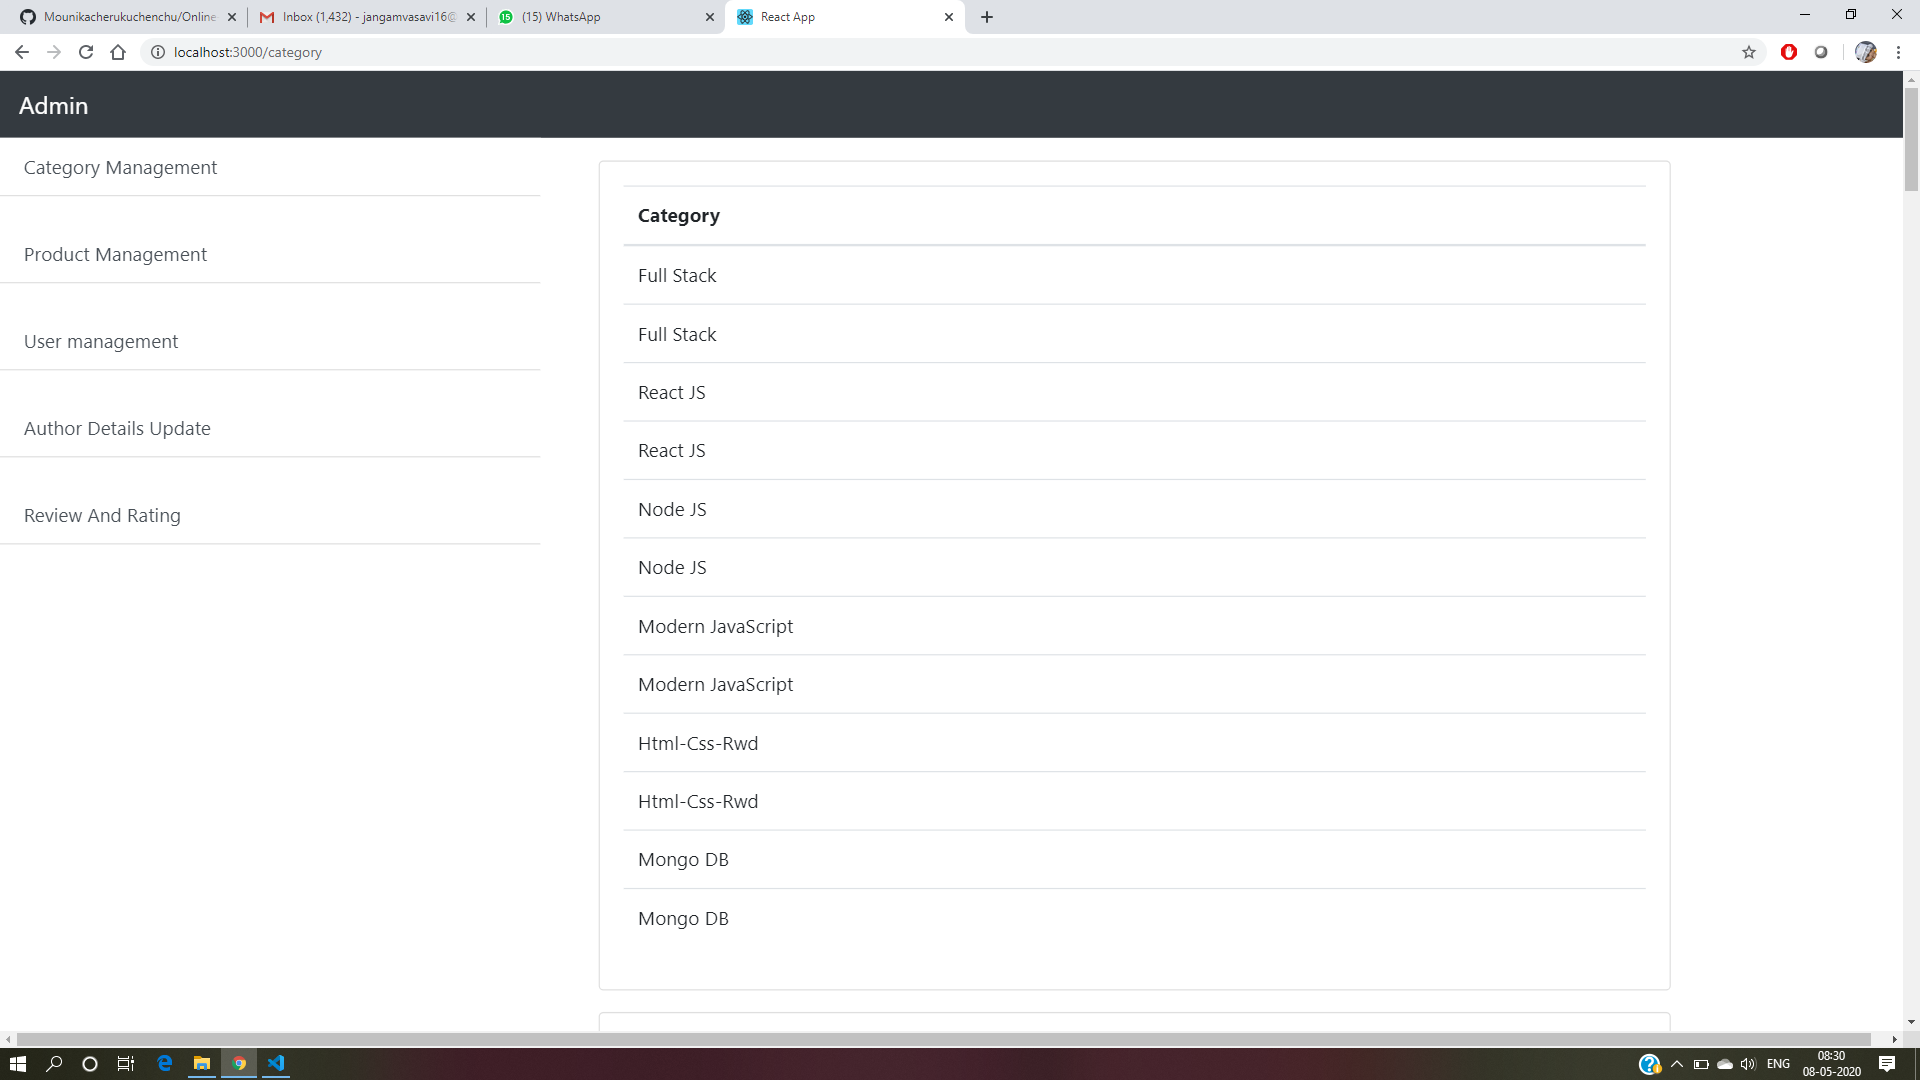 Mounikacherukuchenchu/Online
Inbox (1,432) - jangamvasavi16@
15
(15) WhatsApp
React App
localhost:3000/category
Admin
Category Management
Product Management
User management
Author Details Update
Review And Rating
Category
Full Stack
Full Stack
React JS
React JS
Node JS
Node JS
Modern JavaScript
Modern JavaScript
Html-Css-Rwd
Html-Css-Rwd
Mongo DB
Mongo DB
ENG
08:30
08-05-2020